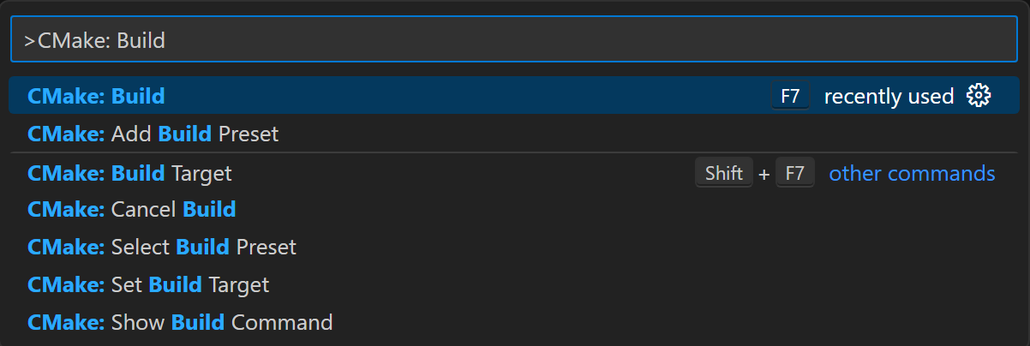 >CMake: Build
CMake: Build F7 recently used
CMake: Add Build Preset
CMake: Build Target Shift + F7 other commands
CMake: Cancel Build
CMake: Select Build Preset
CMake: Set Build Target
CMake: Show Build Command